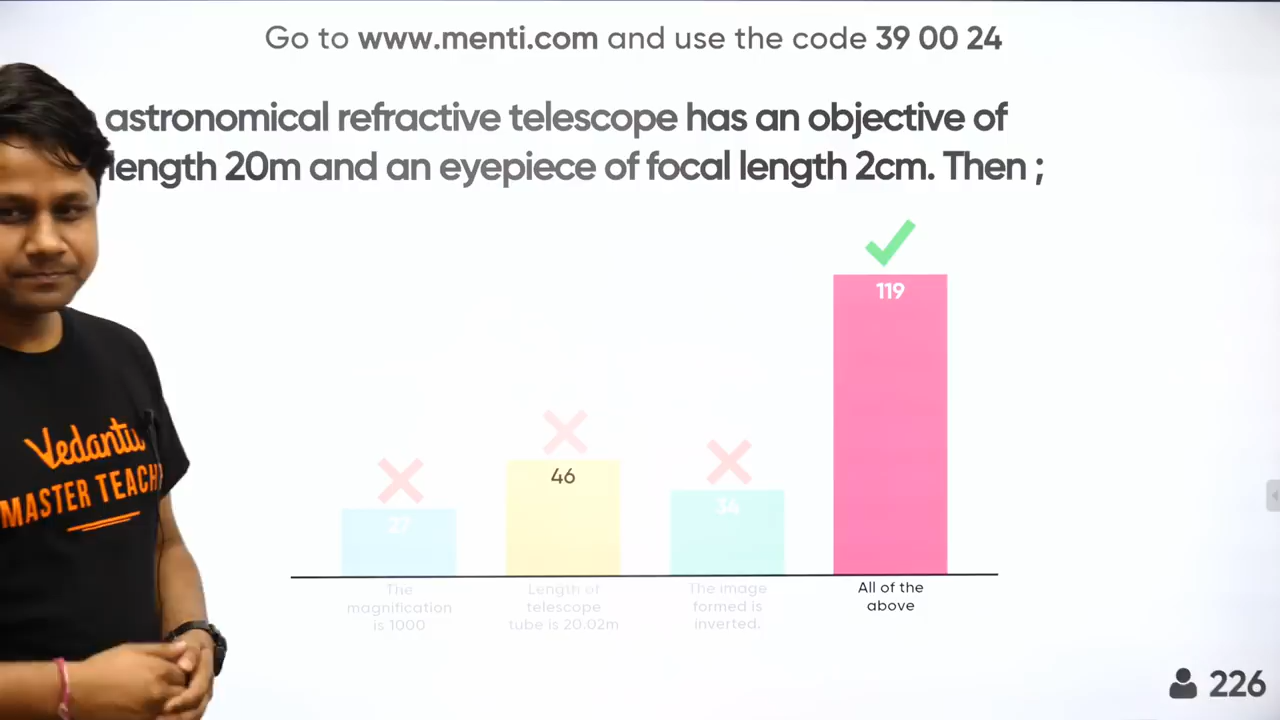 Go to www.menti.com and use the code 39 00 24
astronomical refractive telescope has an objective of
length 20m and an eyepiece of focal length 2cm. Then ;
119
46
34
27
The
magnification
is 1000
Length of
telescope
tube is 20.02m
The image
formed is
inverted.
All of the
above
Vedantu
MASTER TEACH
226